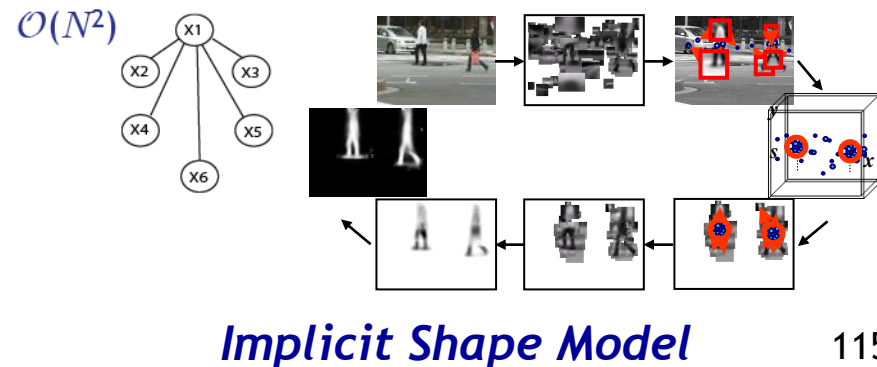 O(N²)
X1
X2
X3
X4
X5
X6
y
s
x
Implicit Shape Model
115